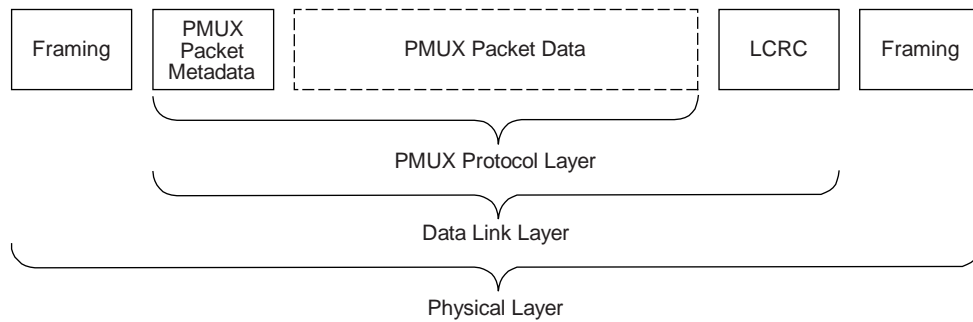 Framing
PMUX
Packet
Metadata
PMUX Packet Data
LCRC
Framing
PMUX Protocol Layer
Data Link Layer
Physical Layer